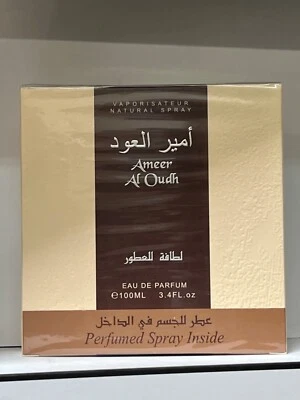 VAPORISATEUR
NATURAL SPRAY
أمير العود
Ameer
Al Oudh
لطافة للعطور
EAU DE PARFUM
℮100ML 3.4FL.oz
عطر للجسم في الداخل
Perfumed Spray Inside